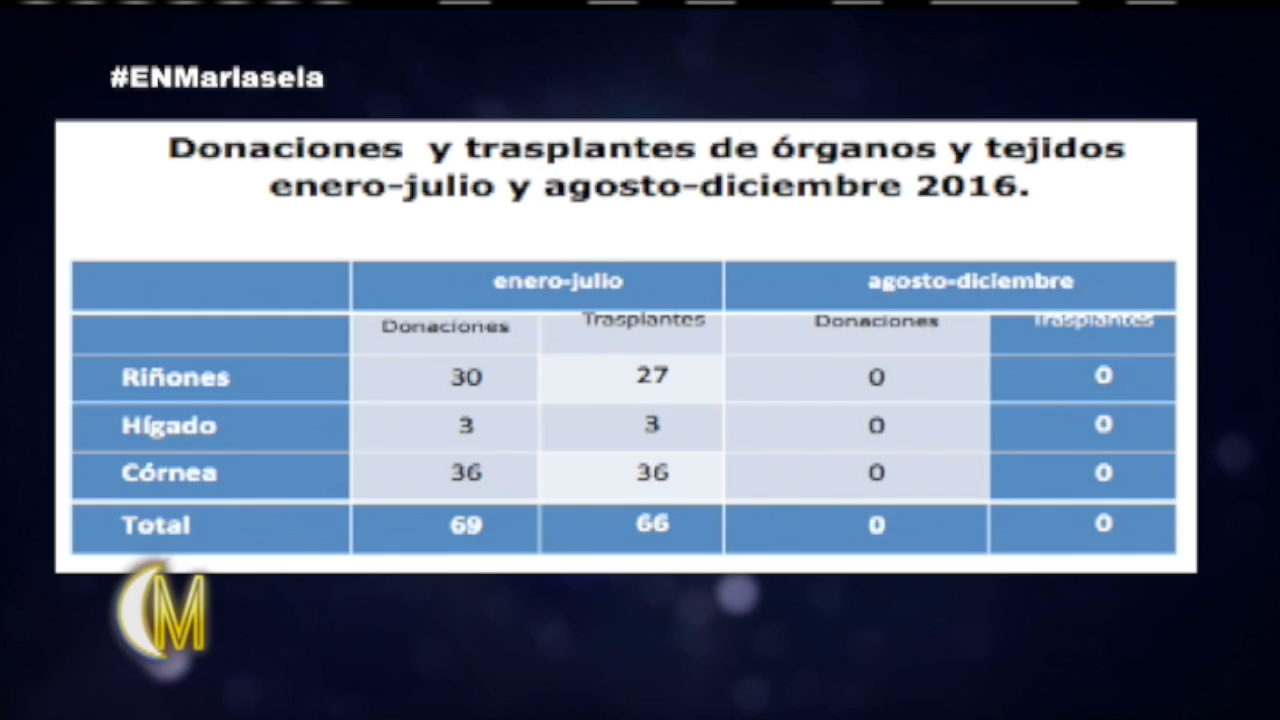 #ENMariasela
Donaciones y trasplantes de órganos y tejidos
enero-julio y agosto-diciembre 2016.
enero-julio agosto-diciembre
Donaciones Trasplantes Donaciones Trasplantes
Riñones 30 27 0 0
Hígado 3 3 0 0
Córnea 36 36 0 0
Total 69 66 0 0
M